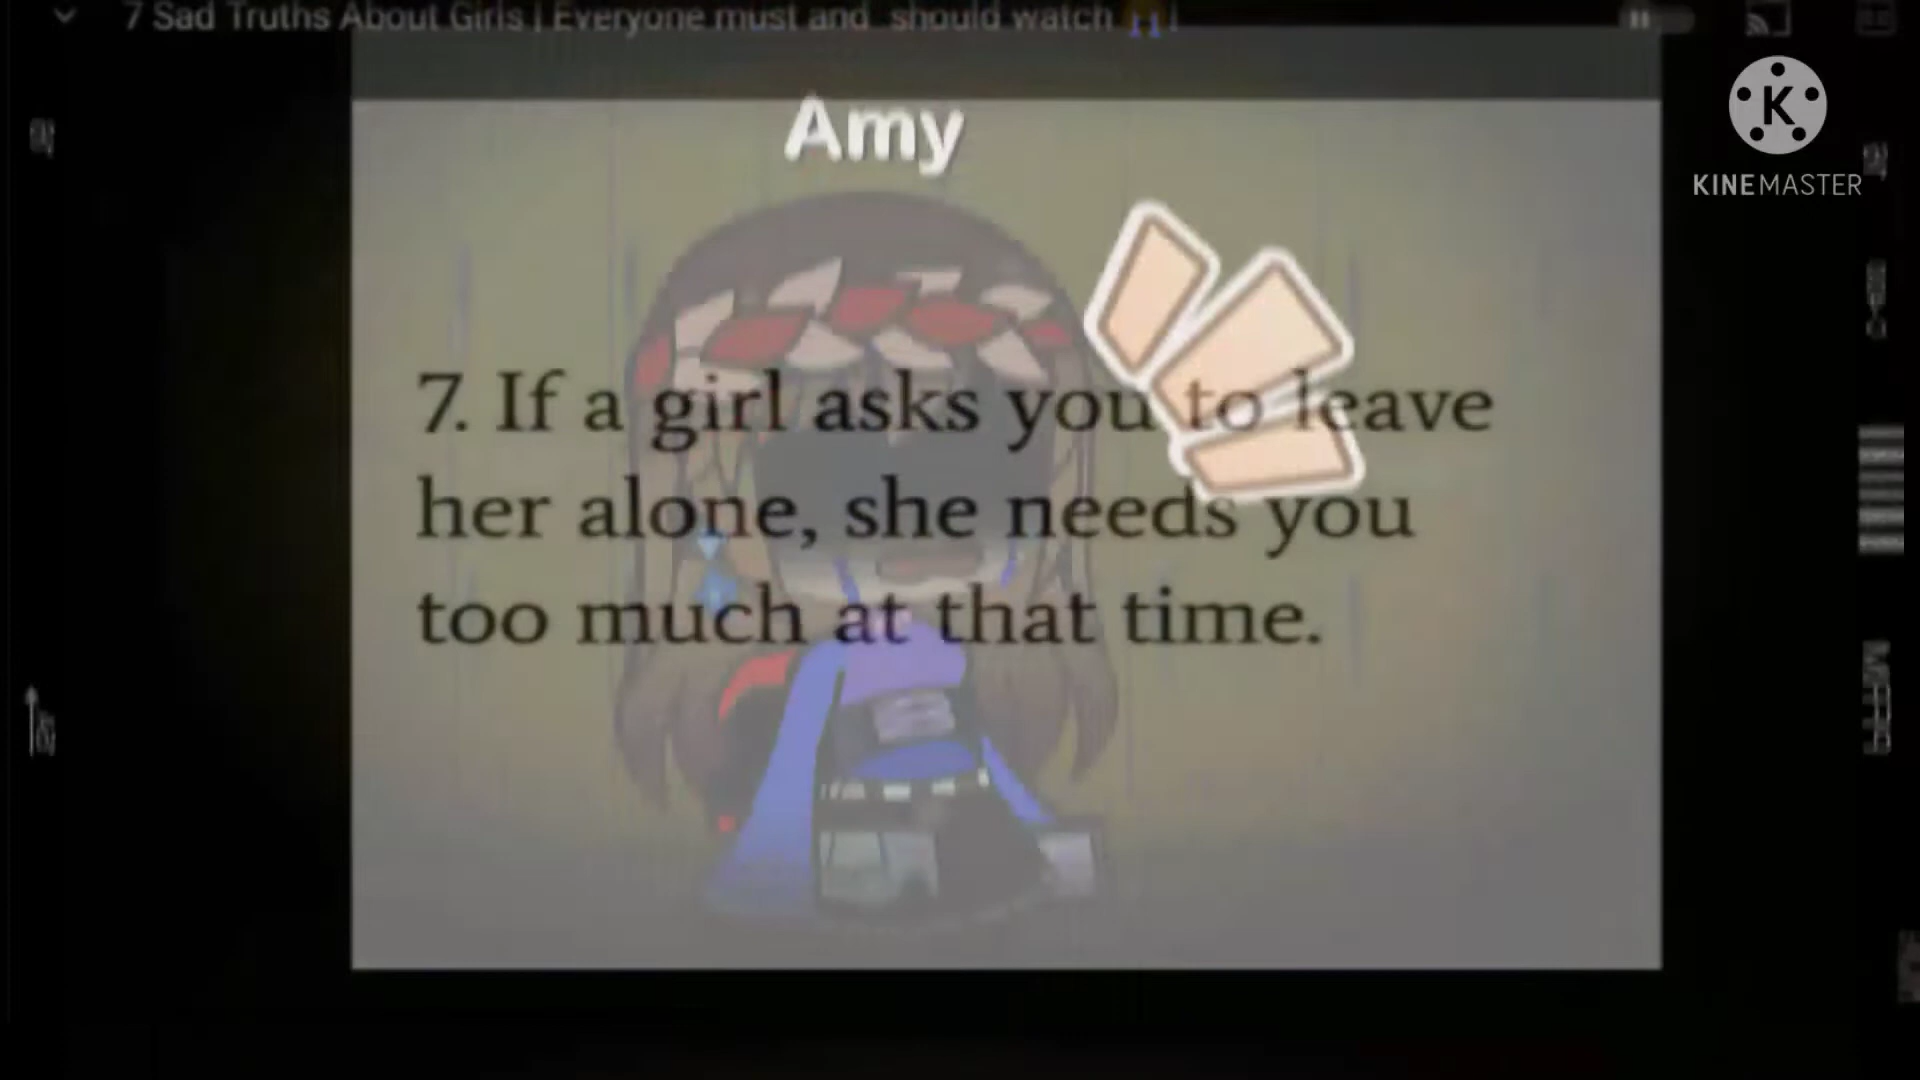 7 Sad Truths About Girls | Everyone must and should watch
Amy
KINEMASTER
7. If a girl asks you to leave
her alone, she needs you
too much at that time.